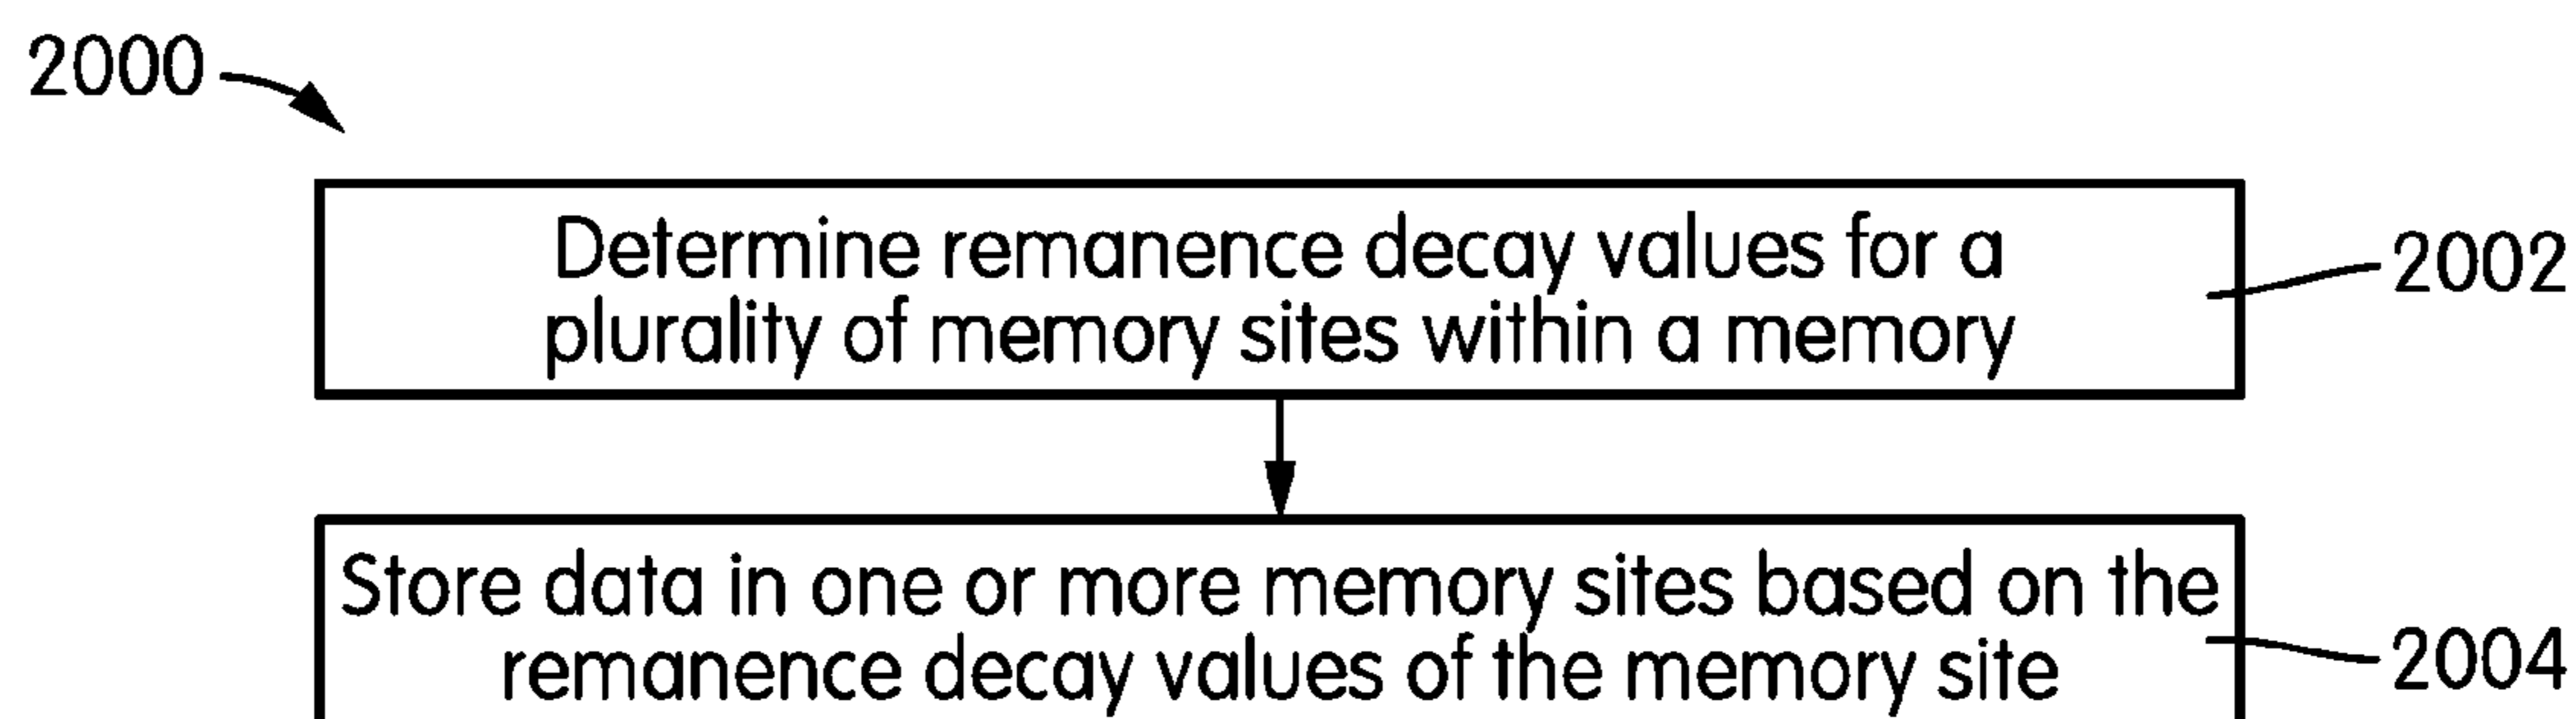 2000
Determine remanence decay values for a
plurality of memory sites within a memory
2002
Store data in one or more memory sites based on the
remanence decay values of the memory site
2004